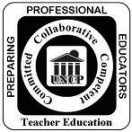 PREPARING
PROFESSIONAL
EDUCATORS
Committed
Collaborative
Competent
UNCP
Teacher Education